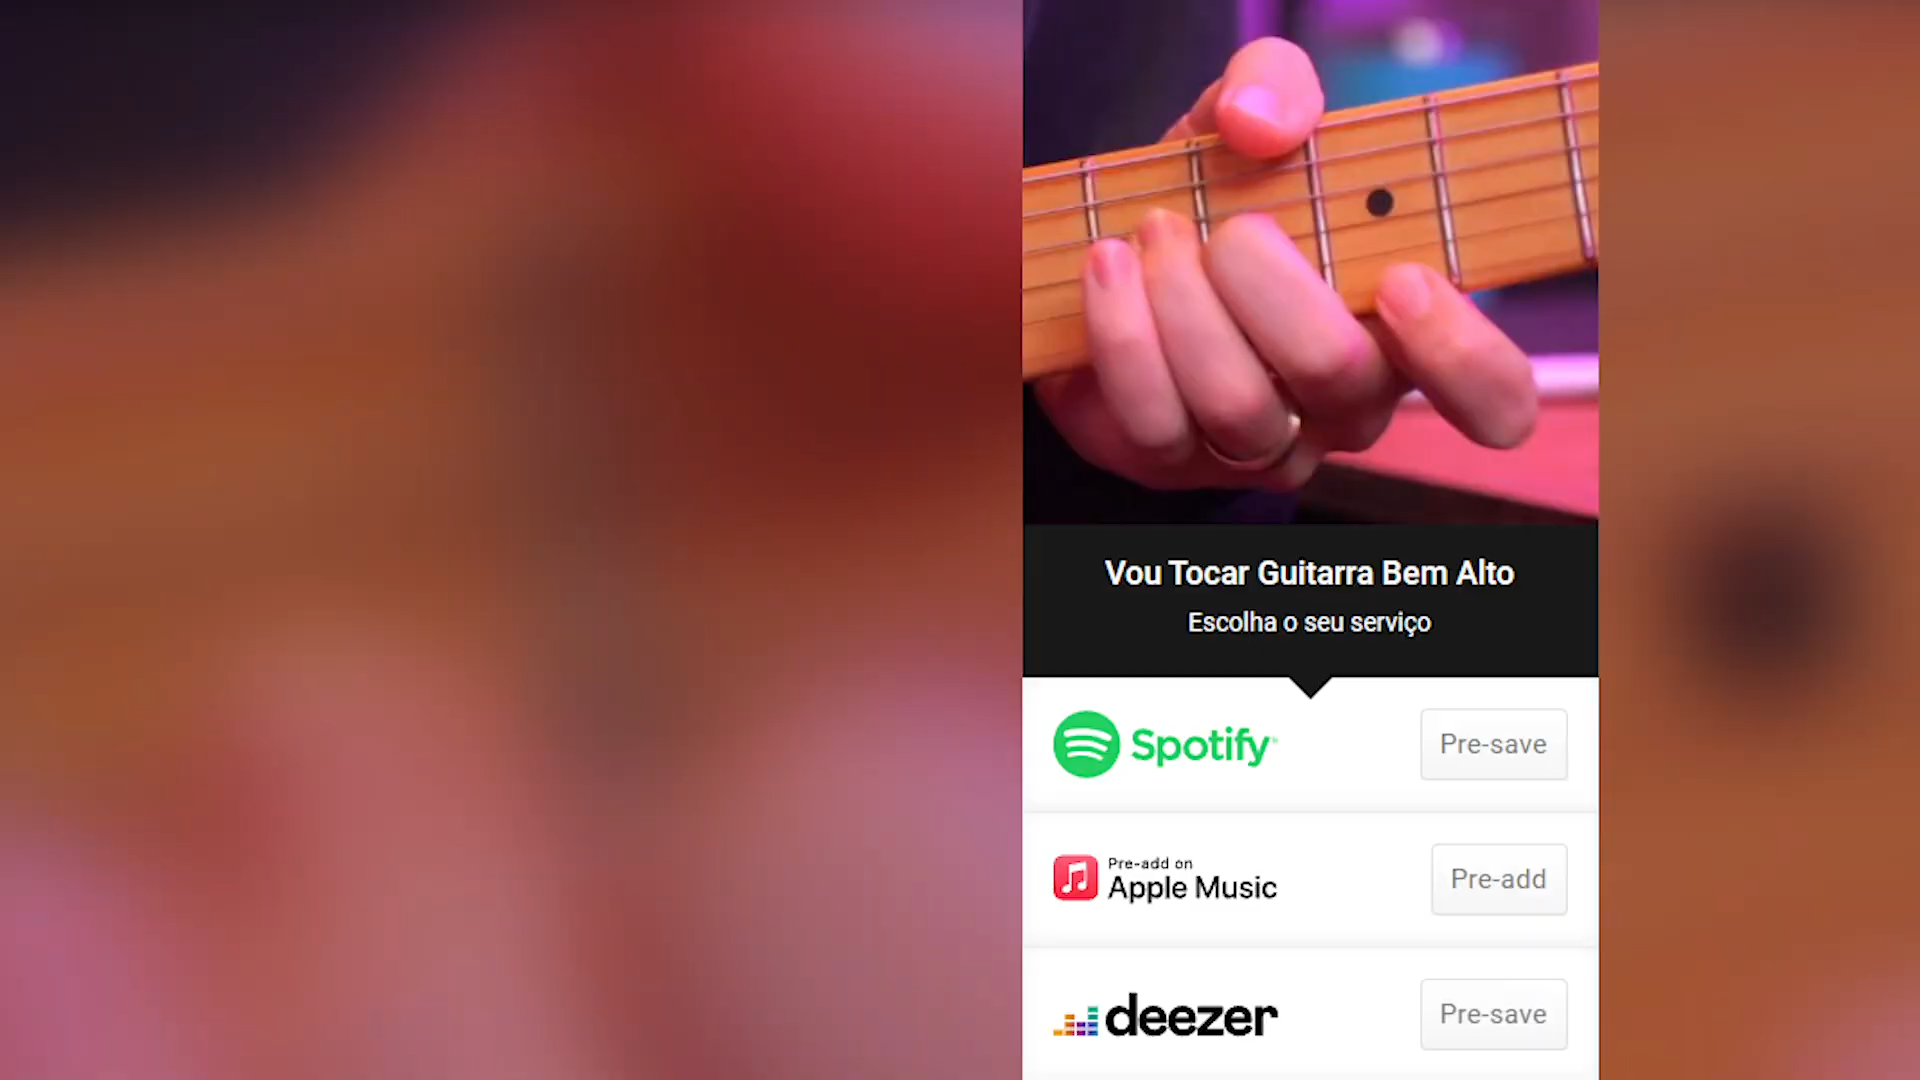 Vou Tocar Guitarra Bem Alto
Escolha o seu serviço
Spotify
Pre-save
Pre-add on
Apple Music
Pre-add
deezer
Pre-save